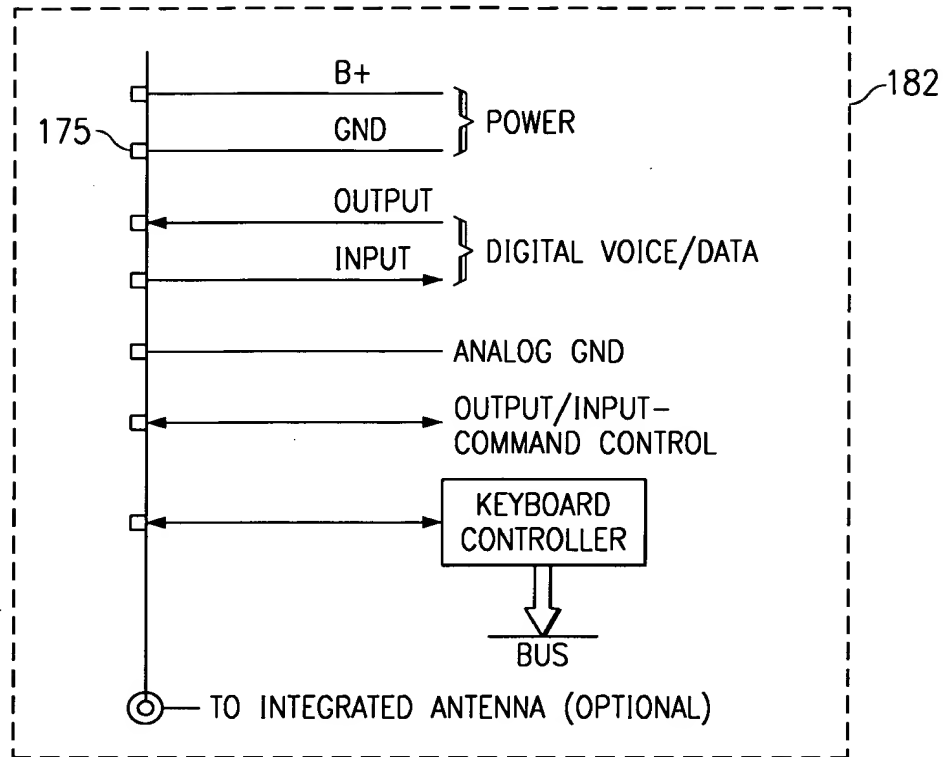 B+
182
175
GND
POWER
OUTPUT
INPUT
DIGITAL VOICE/DATA
ANALOG GND
OUTPUT/INPUT-
COMMAND CONTROL
KEYBOARD
CONTROLLER
BUS
TO INTEGRATED ANTENNA (OPTIONAL)